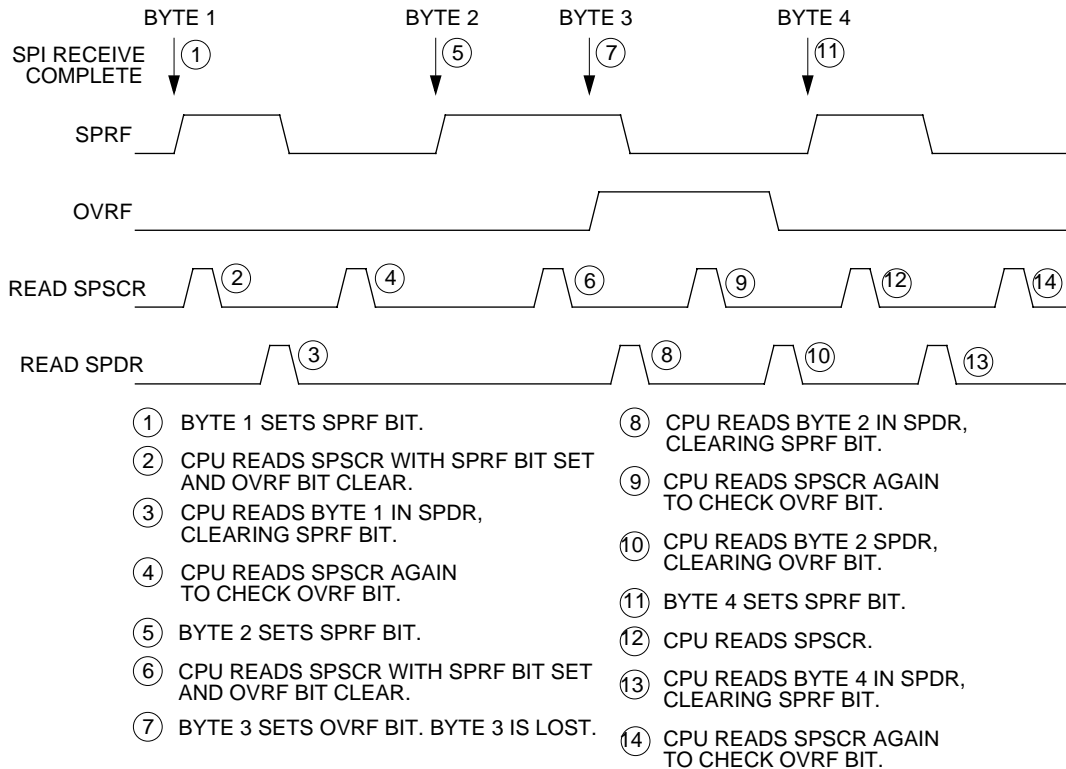 BYTE 1 BYTE 2 BYTE 3 BYTE 4
SPI RECEIVE
COMPLETE
1 5 7 11
SPRF
OVRF
READ SPSCR 2 4 6 9 12 14
READ SPDR 3 8 10 13
1 BYTE 1 SETS SPRF BIT.
2 CPU READS SPSCR WITH SPRF BIT SET
AND OVRF BIT CLEAR.
3 CPU READS BYTE 1 IN SPDR,
CLEARING SPRF BIT.
4 CPU READS SPSCR AGAIN
TO CHECK OVRF BIT.
5 BYTE 2 SETS SPRF BIT.
6 CPU READS SPSCR WITH SPRF BIT SET
AND OVRF BIT CLEAR.
7 BYTE 3 SETS OVRF BIT. BYTE 3 IS LOST.
8 CPU READS BYTE 2 IN SPDR,
CLEARING SPRF BIT.
9 CPU READS SPSCR AGAIN
TO CHECK OVRF BIT.
10 CPU READS BYTE 2 SPDR,
CLEARING OVRF BIT.
11 BYTE 4 SETS SPRF BIT.
12 CPU READS SPSCR.
13 CPU READS BYTE 4 IN SPDR,
CLEARING SPRF BIT.
14 CPU READS SPSCR AGAIN
TO CHECK OVRF BIT.